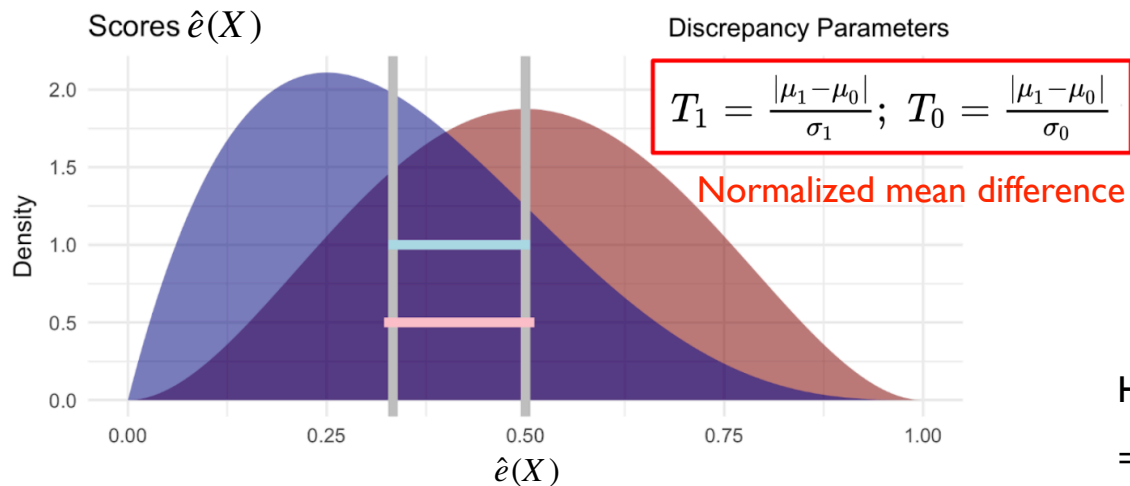 Scores ê(X)
Discrepancy Parameters
T₁ = |μ₁−μ₀| / σ₁; T₀ = |μ₁−μ₀| / σ₀
Normalized mean difference
Density
2.0
1.5
1.0
0.5
0.0
0.00 0.25 0.50 0.75 1.00
ê(X)
=